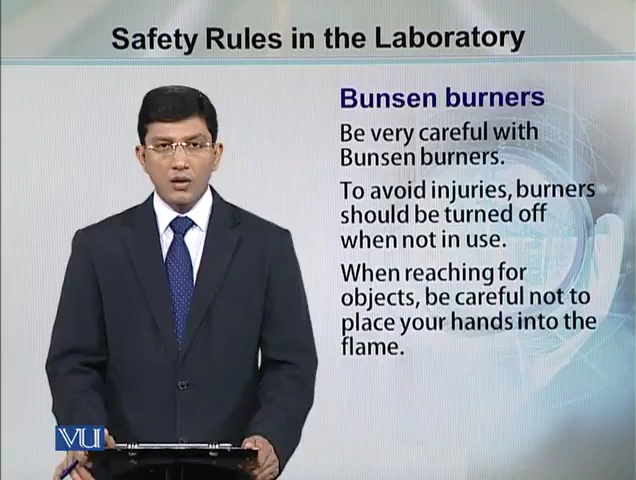 Safety Rules in the Laboratory
Bunsen burners
Be very careful with
Bunsen burners.
To avoid injuries, burners
should be turned off
when not in use.
When reaching for
objects, be careful not to
place your hands into the
flame.
VU